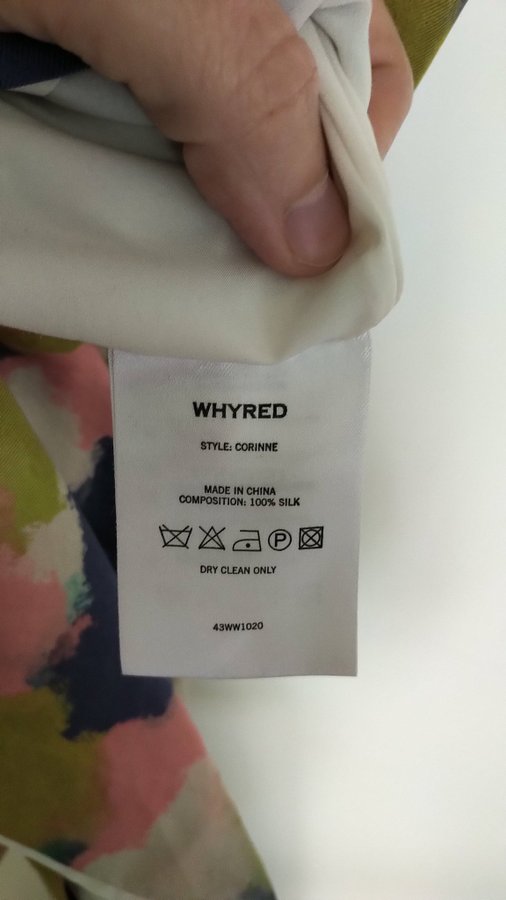 WHYRED
STYLE: CORINNE
MADE IN CHINA
COMPOSITION: 100% SILK
P
DRY CLEAN ONLY
43WW1020